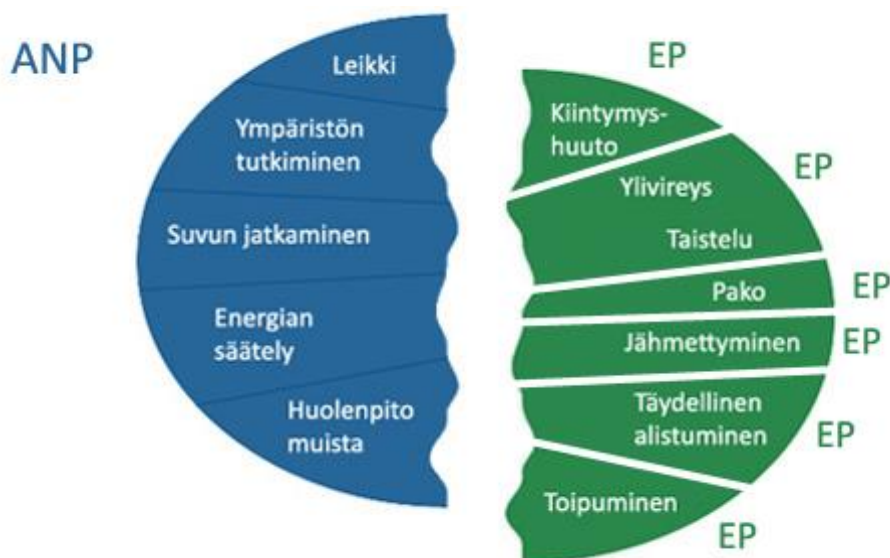 ANP
Leikki
Ympäristön
tutkiminen
Suvun jatkaminen
Energian
säätely
Huolenpito
muista
EP
Kiintymys-
huuto
EP
Ylivireys
Taistelu
Pako
EP
Jähmettyminen
EP
Täydellinen
alistuminen
EP
Toipuminen
EP